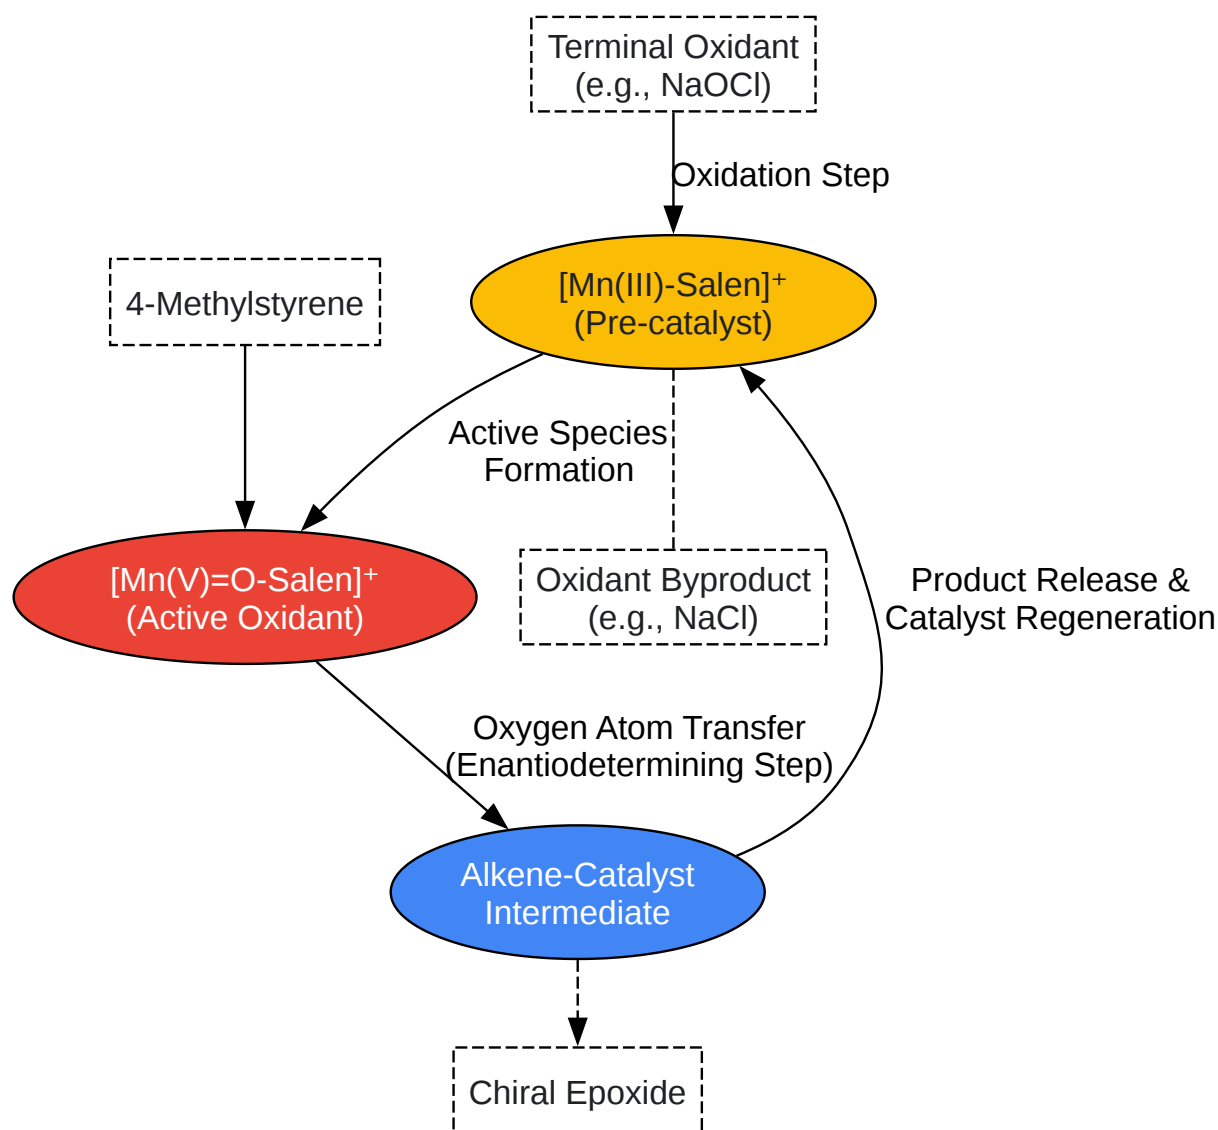 Terminal Oxidant
(e.g., NaOCl)
Oxidation Step
[Mn(III)-Salen]⁺
(Pre-catalyst)
4-Methylstyrene
Active Species
Formation
[Mn(V)=O-Salen]⁺
(Active Oxidant)
Oxidant Byproduct
(e.g., NaCl)
Product Release &
Catalyst Regeneration
Oxygen Atom Transfer
(Enantiodetermining Step)
Alkene-Catalyst
Intermediate
Chiral Epoxide